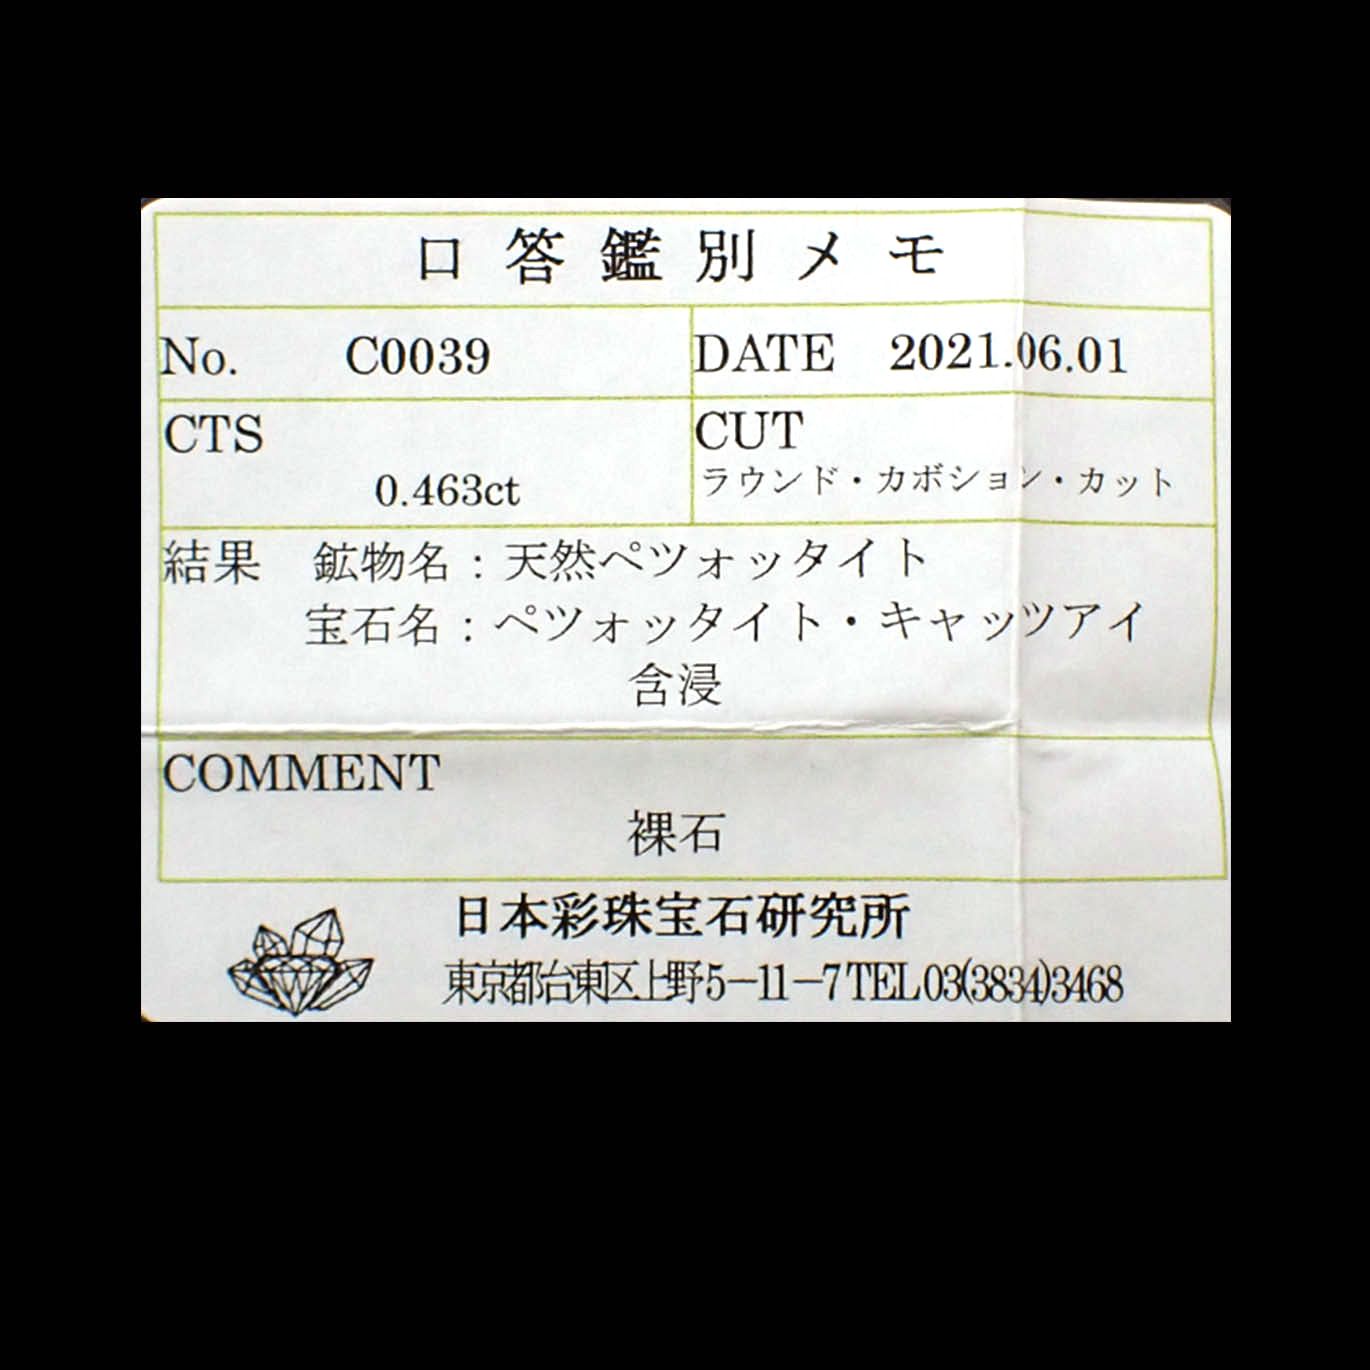 口答鑑別メモ
No. C0039 DATE 2021.06.01
CTS CUT
0.463ct ラウンド・カボション・カット
結果 鉱物名：天然ペツォッタイト
宝石名：ペツォッタイト・キャッツアイ
含浸
COMMENT
裸石
日本彩珠宝石研究所
東京都台東区上野5－11－7 TEL 03(3834)3468